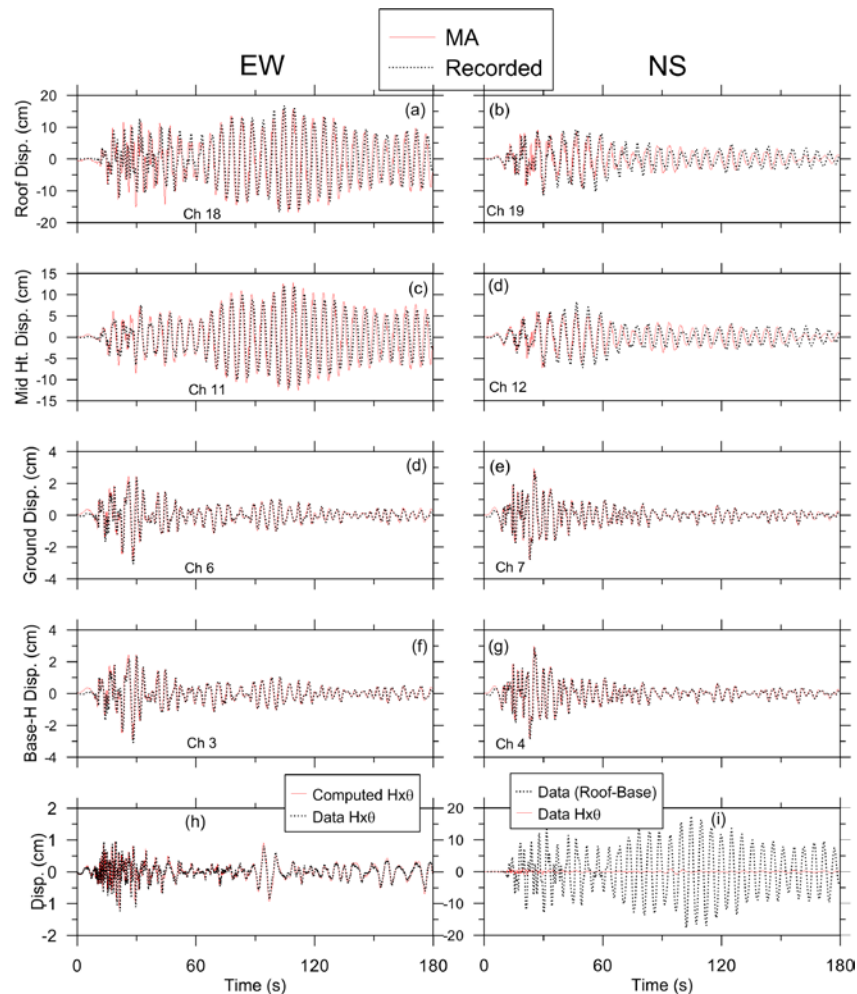 MA
Recorded
EW
NS
Roof Disp. (cm)
20
10
0
-10
-20
(a)
Ch 18
(b)
Ch 19
Mid Ht. Disp. (cm)
15
10
5
0
-5
-10
-15
(c)
Ch 11
(d)
Ch 12
Ground Disp. (cm)
4
2
0
-2
-4
(d)
Ch 6
(e)
Ch 7
Base-H Disp. (cm)
4
2
0
-2
-4
(f)
Ch 3
(g)
Ch 4
Disp. (cm)
2
1
0
-1
-2
(h)
Computed Hxθ
Data Hxθ
0 60 120 180
Time (s)
20
10
0
-10
-20
Data (Roof-Base)
Data Hxθ
(i)
0 60 120 180
Time (s)